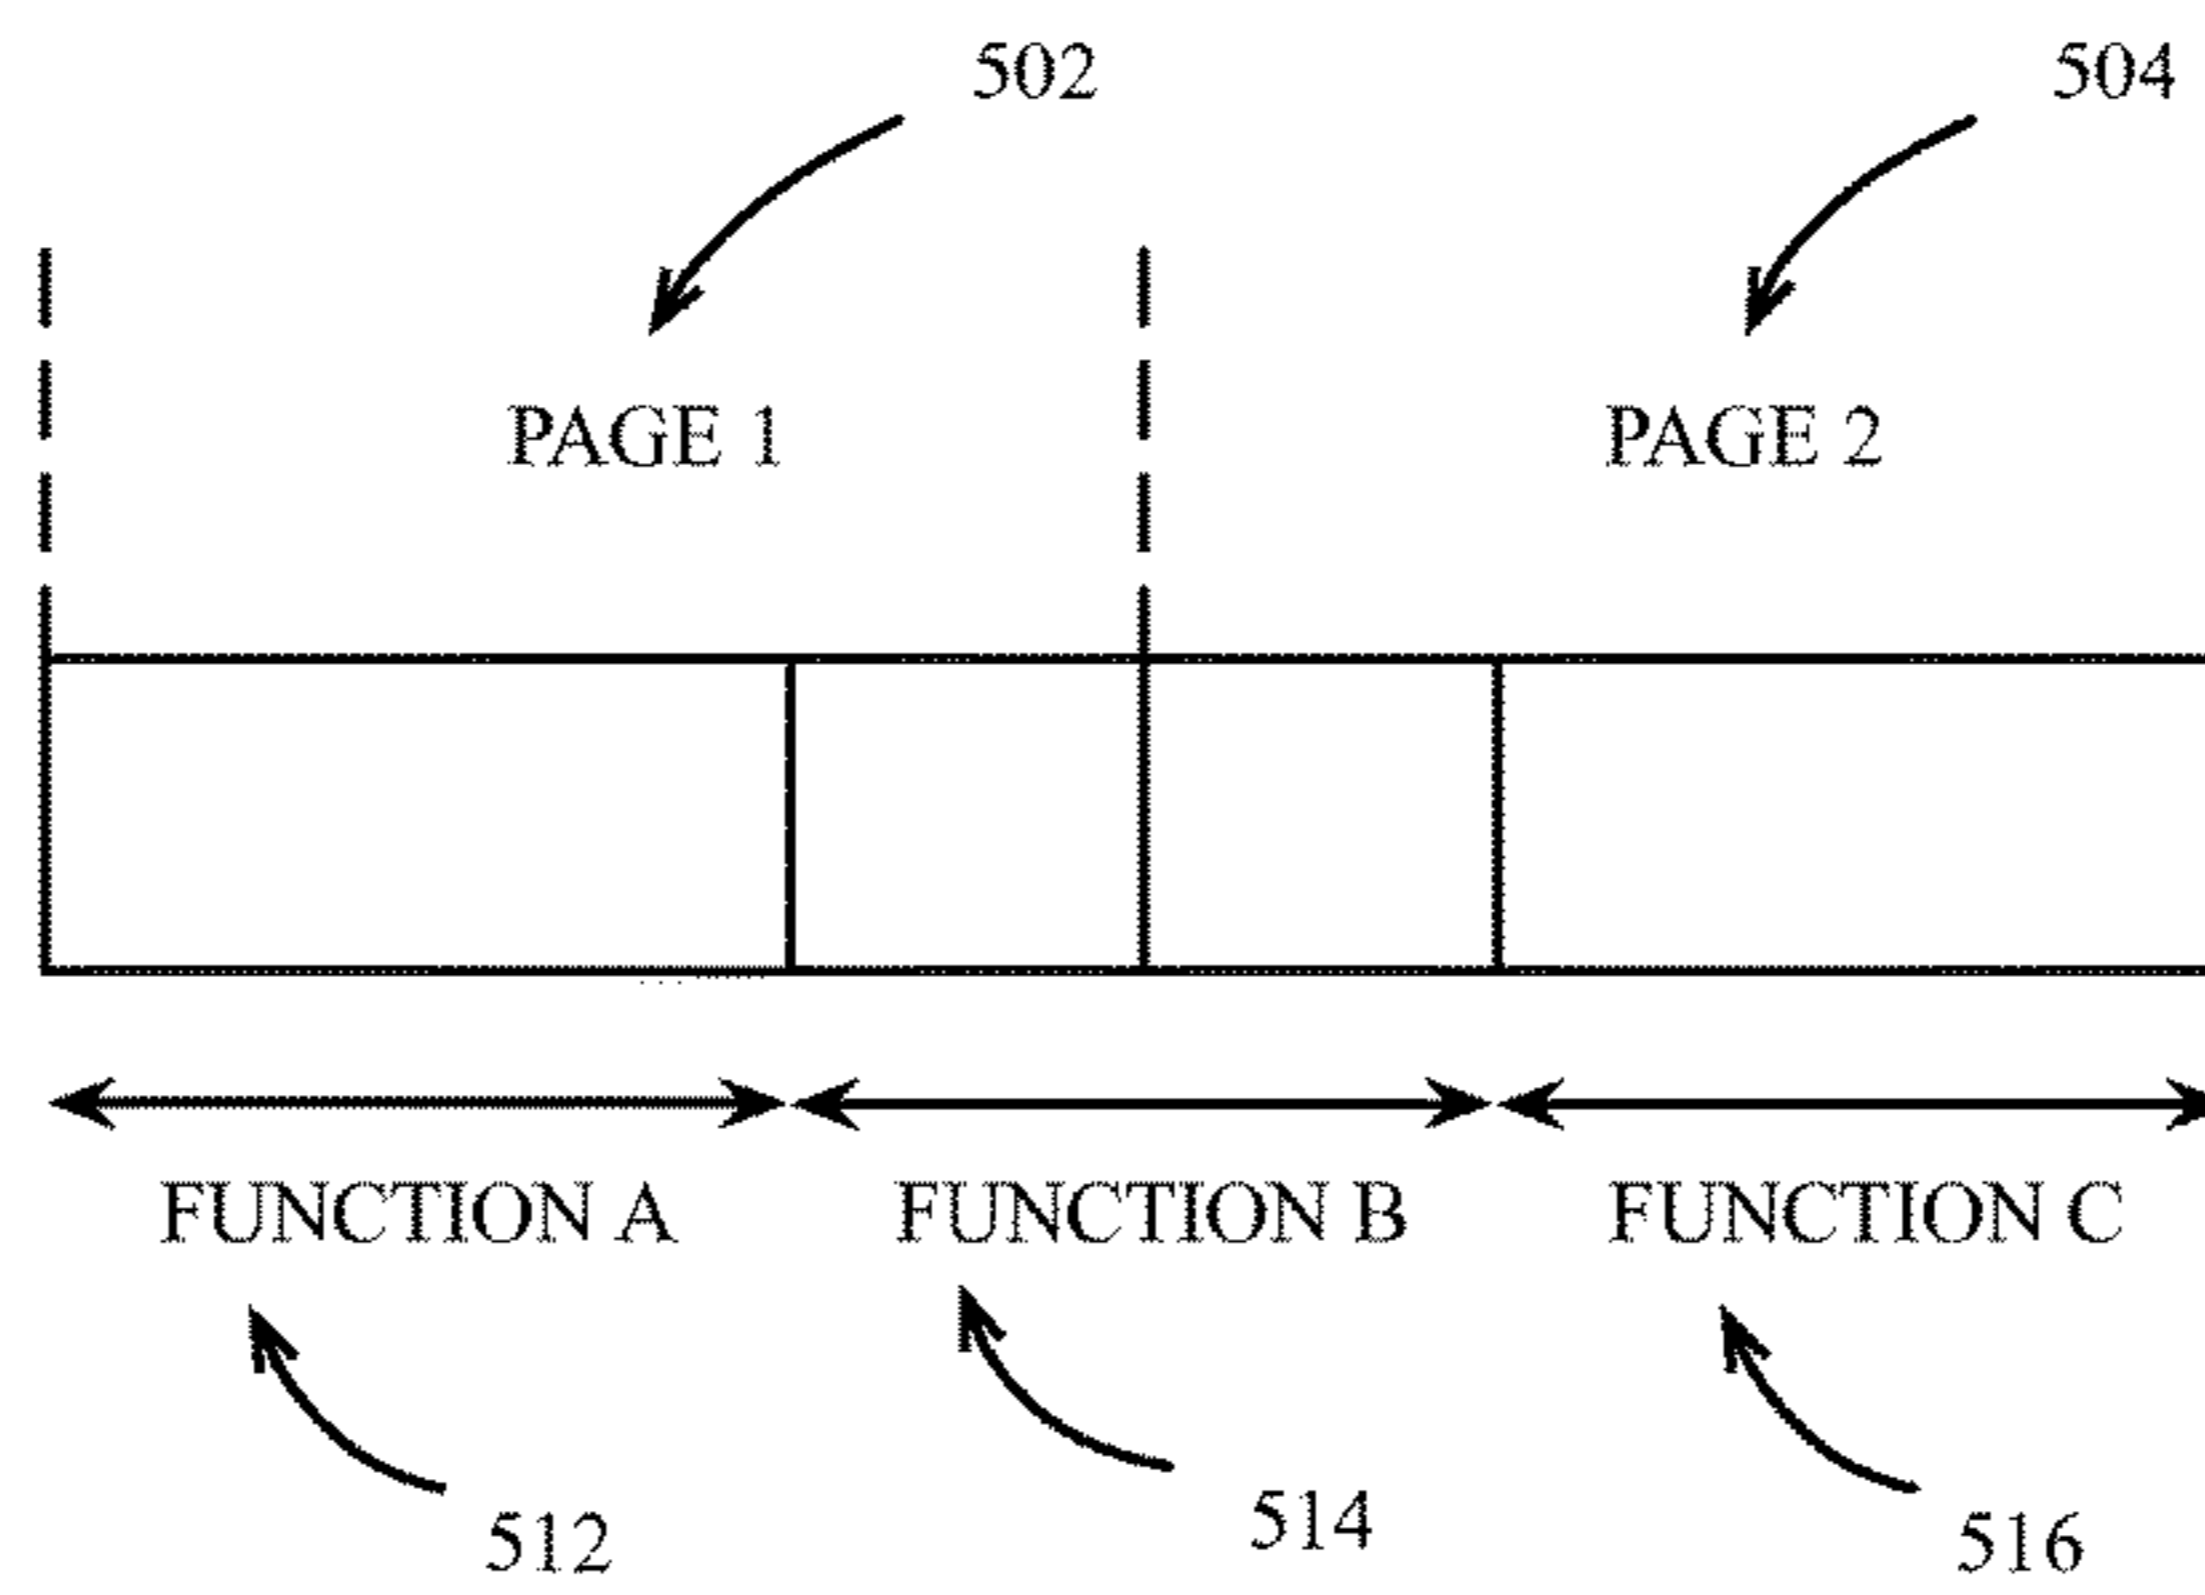 502 504
PAGE 1 PAGE 2
FUNCTION A FUNCTION B FUNCTION C
512 514 516